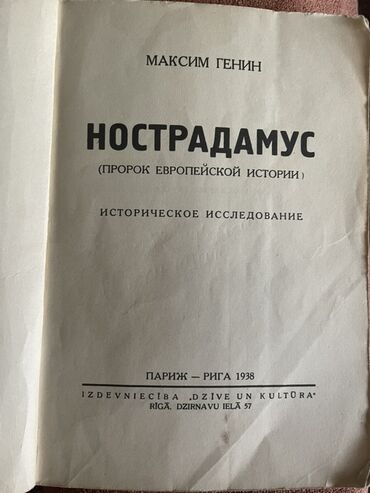 МАКСИМ ГЕНИН
НОСТРАДАМУС
(ПРОРОК ЕВРОПЕЙСКОЙ ИСТОРИИ)
ИСТОРИЧЕСКОЕ ИССЛЕДОВАНИЕ
ПАРИЖ — РИГА 1938
IZDEVNIECĪBA „DZĪVE UN KULTŪRA"
RĪGĀ, DZIRNAVU IELĀ 57